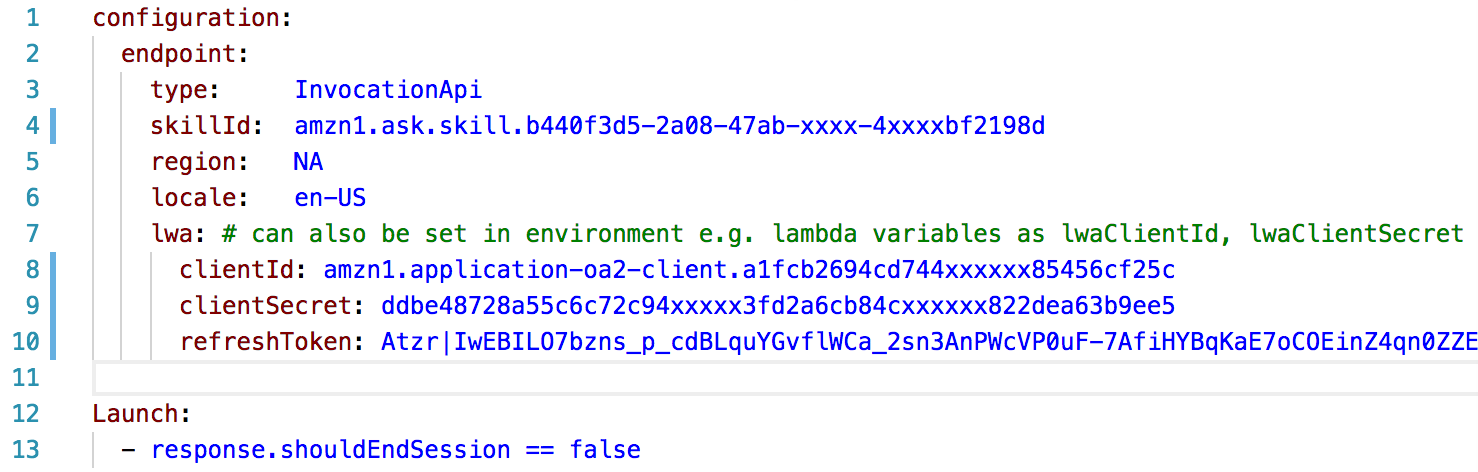 1 configuration:
2 endpoint:
3 type: InvocationApi
4 skillId: amzn1.ask.skill.b440f3d5-2a08-47ab-xxxx-4xxxxbf2198d
5 region: NA
6 locale: en-US
7 lwa: # can also be set in environment e.g. lambda variables as lwaClientId, lwaClientSecret
8 clientId: amzn1.application-oa2-client.a1fcb2694cd744xxxxxx85456cf25c
9 clientSecret: ddbe48728a55c6c72c94xxxxx3fd2a6cb84cxxxxxx822dea63b9ee5
10 refreshToken: Atzr|IwEBILO7bzns_p_cdBLquYGvflWCa_2sn3AnPWcVP0uF-7AfiHYBqKaE7oCOEinZ4qn0ZZE
11
12 Launch:
13 - response.shouldEndSession == false